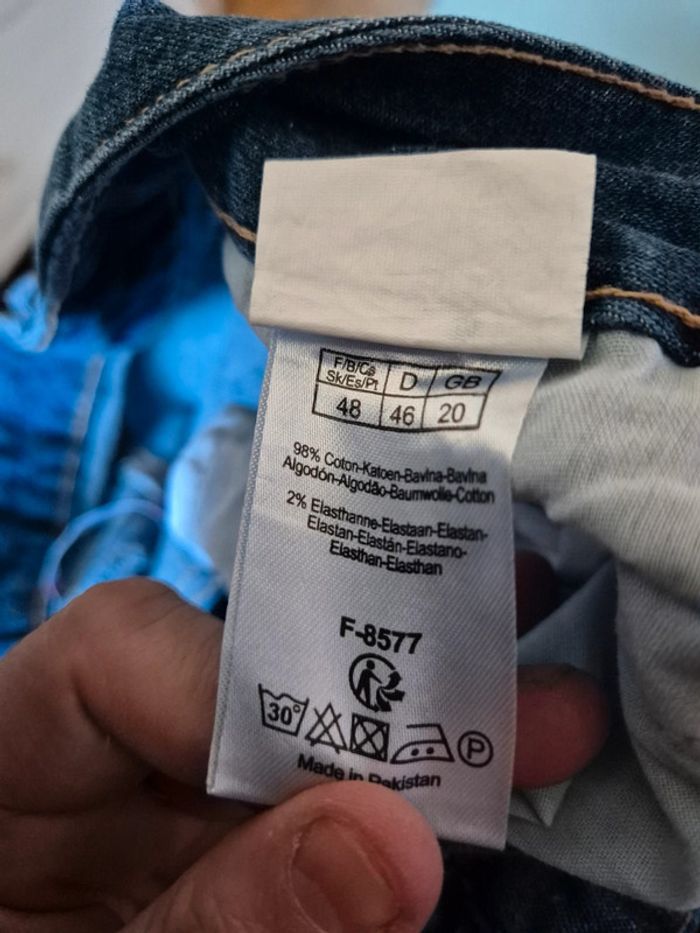 F/B/Cs D GB
Sk/Es/Pt
48 46 20
98% Coton-Katoen-Bavlna-Bavlna
Algodón-Algodão-Baumwolle-Cotton
2% Elasthanne-Elastaan-Elastan-
Elastan-Elastán-Elastano-
Elasthan-Elasthan
F-8577
30° P
Made in Pakistan